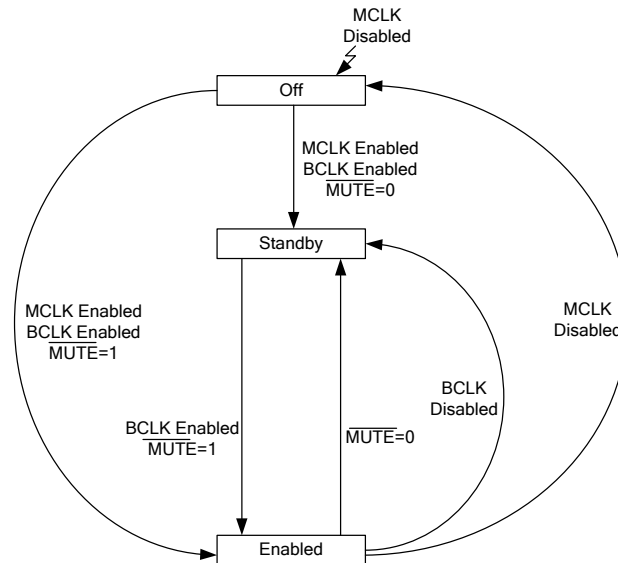 MCLK
Disabled
Off
MCLK Enabled
BCLK Enabled
MUTE=0
Standby
MCLK Enabled
BCLK Enabled
MUTE=1
MCLK
Disabled
BCLK
Disabled
BCLK Enabled
MUTE=1
MUTE=0
Enabled